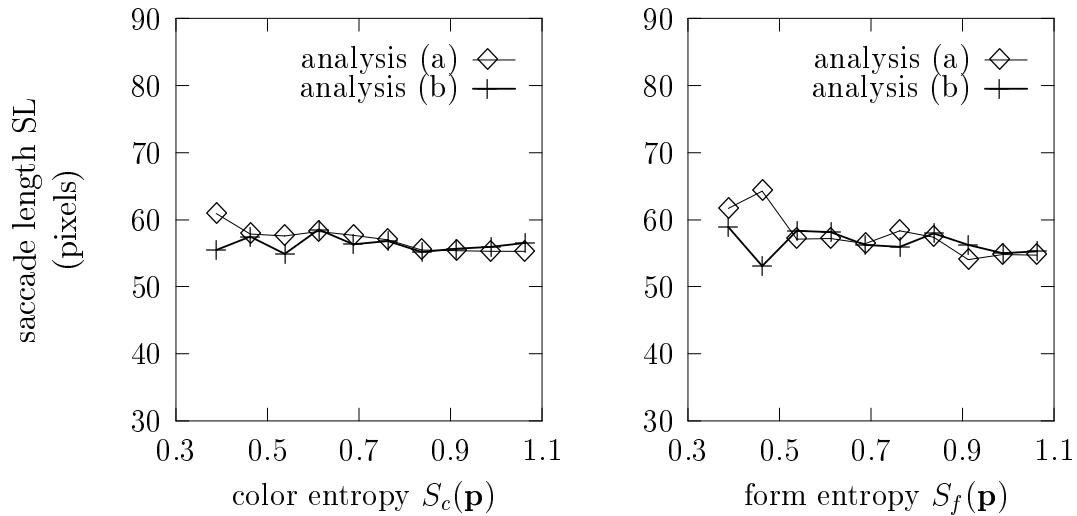 saccade length SL
(pixels)
90
80
70
60
50
40
30
0.3 0.5 0.7 0.9 1.1
color entropy S_c(p)
analysis (a)
analysis (b)
90
80
70
60
50
40
30
0.3 0.5 0.7 0.9 1.1
form entropy S_f(p)
analysis (a)
analysis (b)